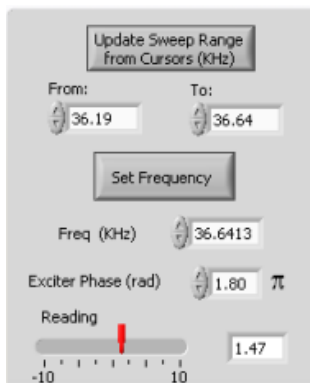 Update Sweep Range
from Cursors (KHz)
From: To:
36.19 36.64
Set Frequency
Freq (KHz) 36.6413
Exciter Phase (rad) 1.80 π
Reading
1.47
-10 10